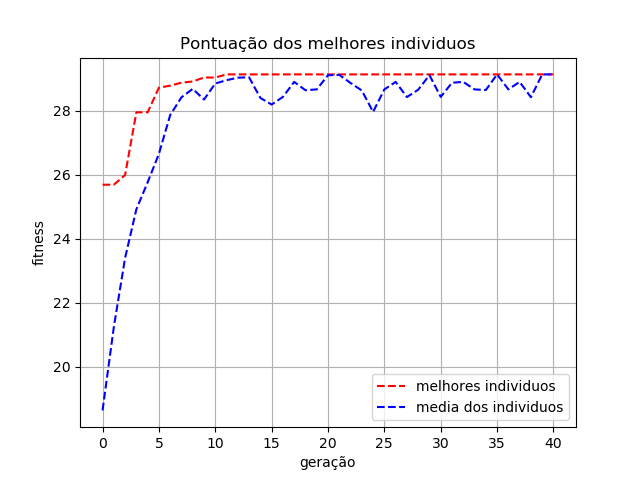 Pontuação dos melhores individuos
fitness
28
26
24
22
20
melhores individuos
media dos individuos
0 5 10 15 20 25 30 35 40
geração